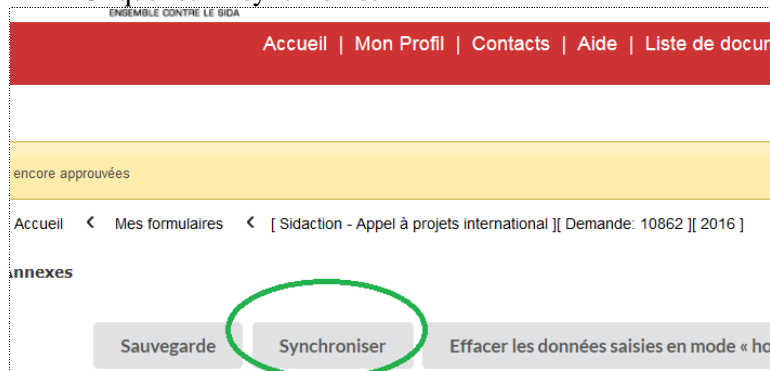 ENSEMBLE CONTRE LE SIDA
Accueil | Mon Profil | Contacts | Aide | Liste de docu
encore approuvées
Accueil < Mes formulaires < [ Sidaction - Appel à projets international ][ Demande: 10862 ][ 2016 ]
Annexes
Sauvegarde Synchroniser Effacer les données saisies en mode « ho